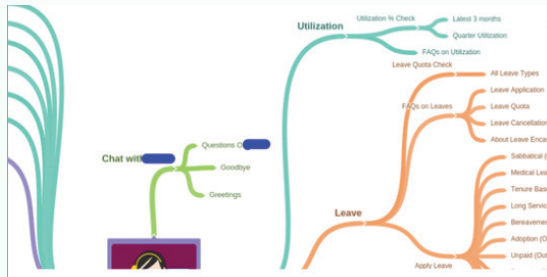 Utilization
Utilization % Check
Latest 3 months
Quarter Utilization
FAQs on Utilization
Leave Quota Check
All Leave Types
FAQs on Leaves
Leave Application
Leave Quota
Leave Cancellation
About Leave Enca
Chat with
Questions O
Goodbye
Greetings
Leave
Apply Leave
Sabbatical (
Medical Lea
Tenure Base
Long Servic
Bereaveme
Adoption (O
Unpaid (Out